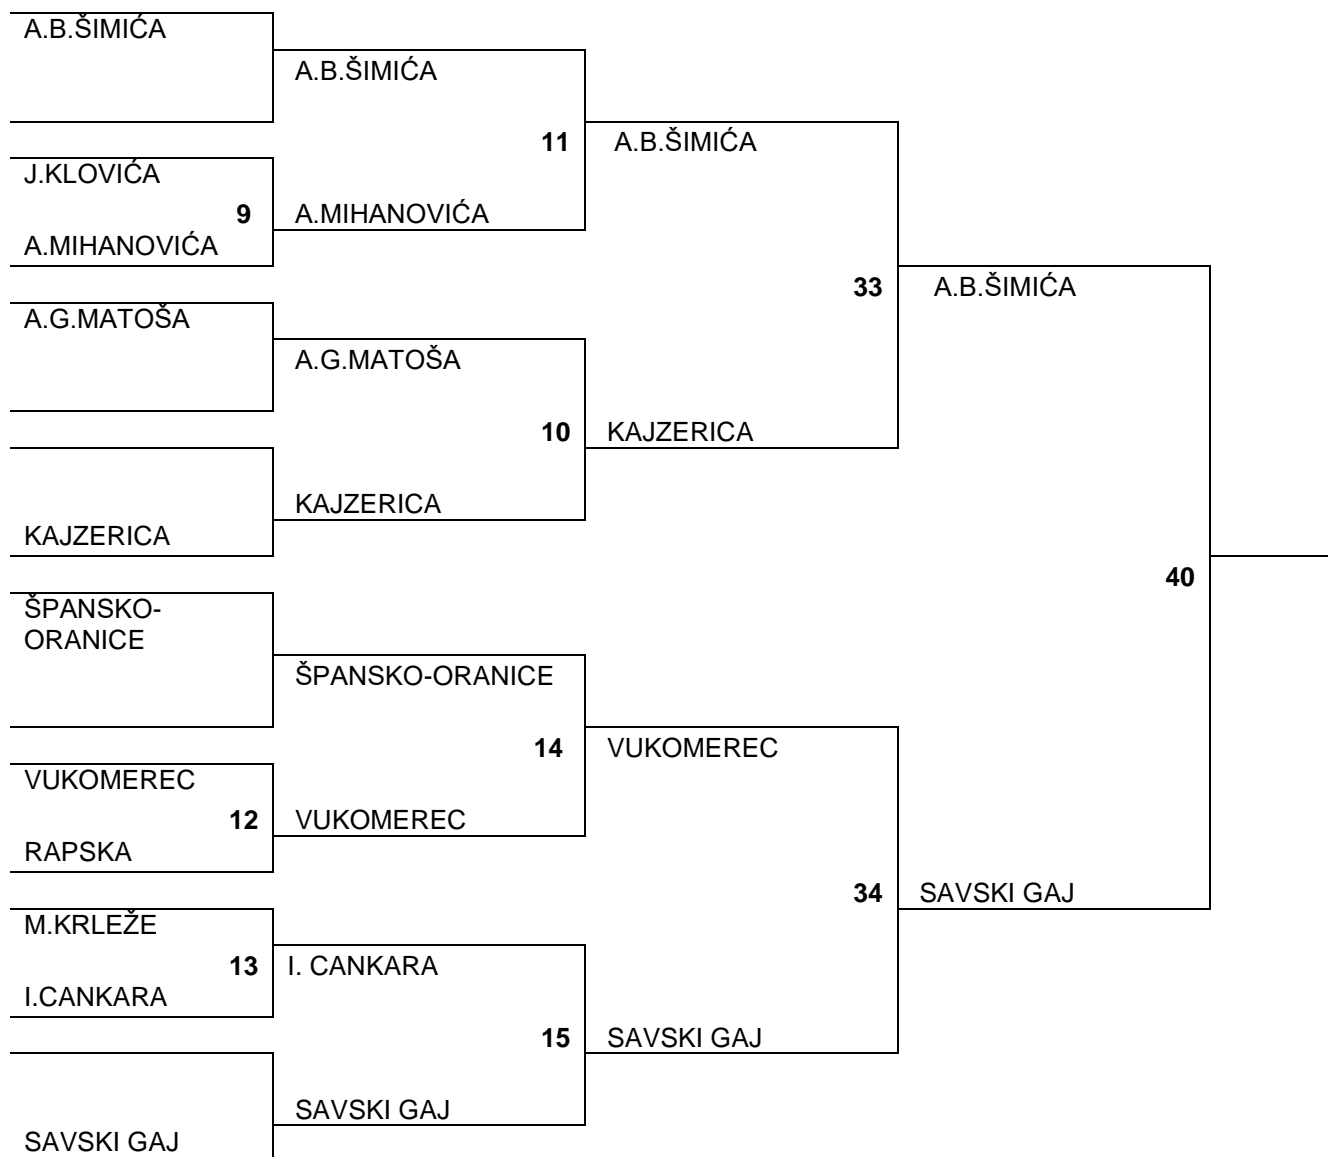 A.B.ŠIMIĆA
A.B.ŠIMIĆA
11
A.B.ŠIMIĆA
J.KLOVIĆA
9
A.MIHANOVIĆA
A.MIHANOVIĆA
33
A.B.ŠIMIĆA
A.G.MATOŠA
A.G.MATOŠA
10
KAJZERICA
KAJZERICA
KAJZERICA
40
ŠPANSKO-
ORANICE
ŠPANSKO-ORANICE
14
VUKOMEREC
VUKOMEREC
12
VUKOMEREC
RAPSKA
34
SAVSKI GAJ
M.KRLEŽE
13
I. CANKARA
I.CANKARA
15
SAVSKI GAJ
SAVSKI GAJ
SAVSKI GAJ